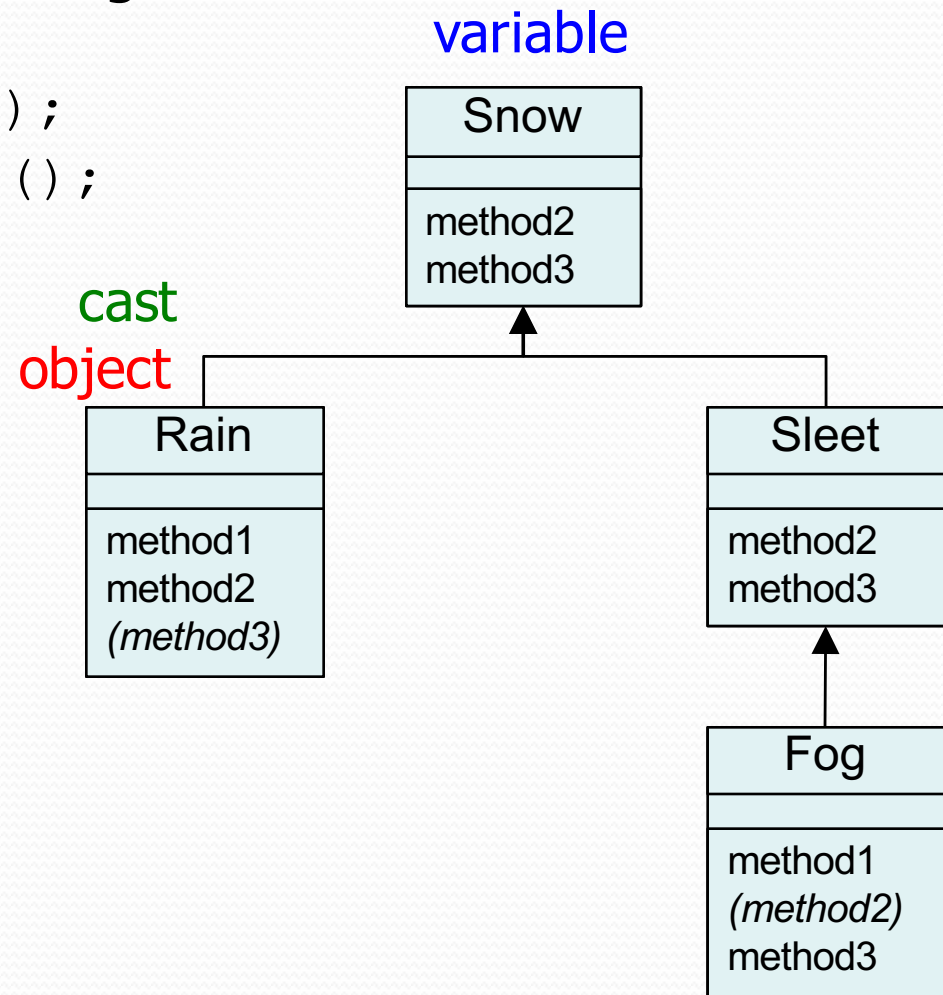 variable
);
();
Snow
method2
method3
cast
object
Rain
method1
method2
(method3)
Sleet
method2
method3
Fog
method1
(method2)
method3